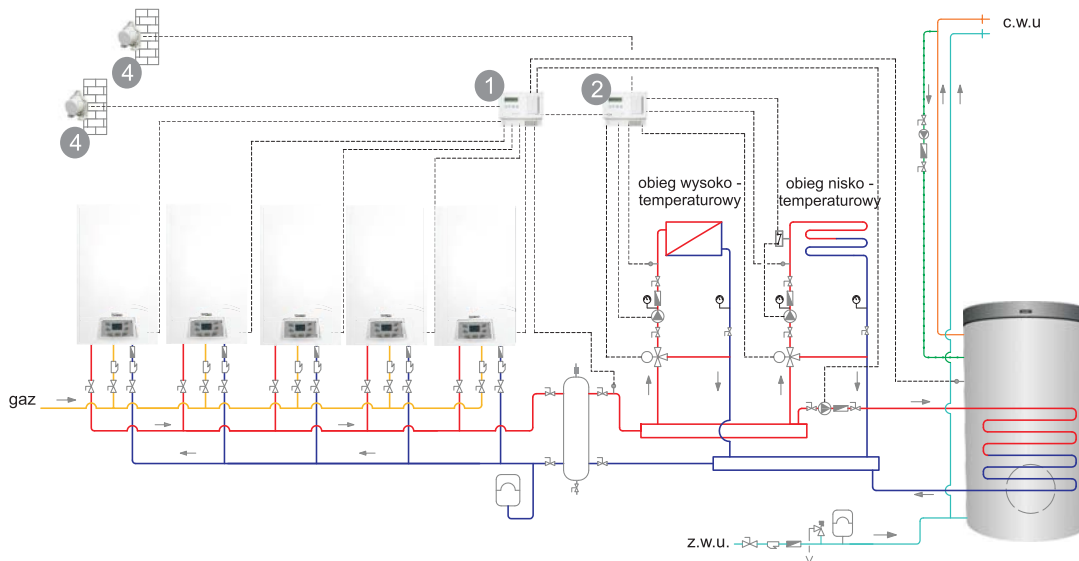 c.w.u
4
1
2
4
obieg wysoko -
temperaturowy
obieg nisko -
temperaturowy
gaz
z.w.u.